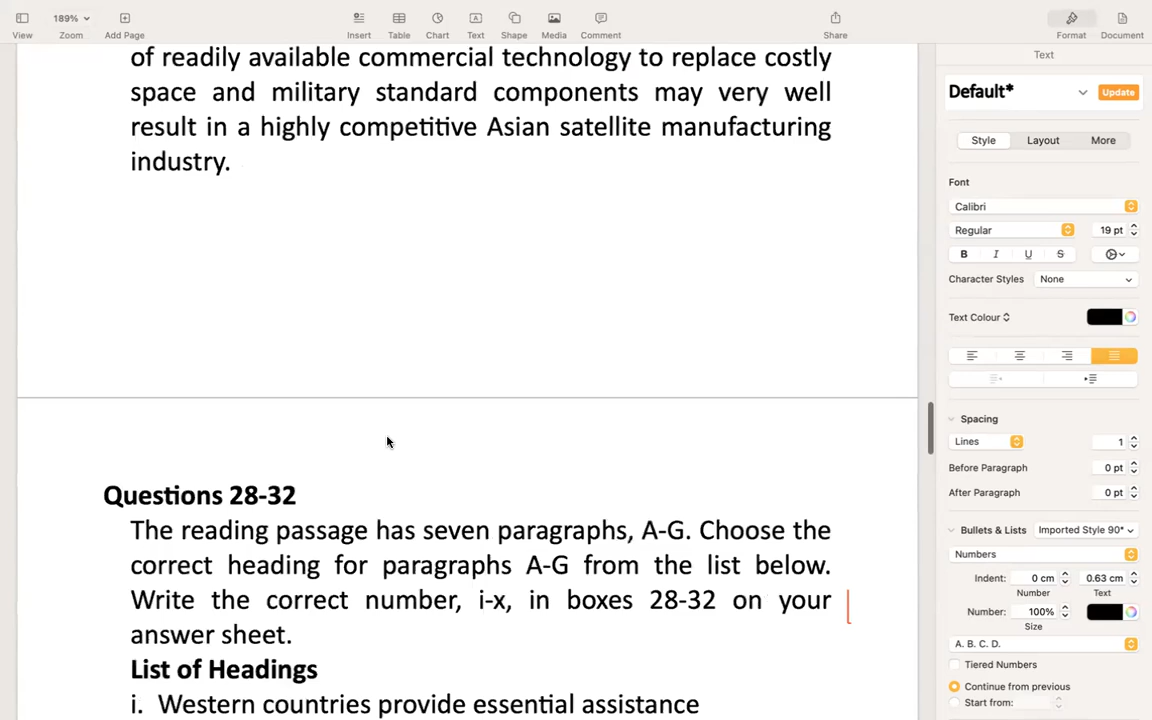 189%
View
Zoom
Add Page
Insert
Table
Chart
Text
Shape
Media
Comment
Share
Format
Document
of readily available commercial technology to replace costly
space and military standard components may very well
result in a highly competitive Asian satellite manufacturing
industry.
Questions 28-32
The reading passage has seven paragraphs, A-G. Choose the
correct heading for paragraphs A-G from the list below.
Write the correct number, i-x, in boxes 28-32 on your
answer sheet.
List of Headings
i. Western countries provide essential assistance
Text
Default*
Update
Style Layout More
Font
Calibri
Regular 19 pt
B I U S
Character Styles None
Text Colour
Spacing
Lines 1
Before Paragraph 0 pt
After Paragraph 0 pt
Bullets & Lists Imported Style 90*
Numbers
Indent: 0 cm 0.63 cm
Number Text
Number: 100%
Size
A. B. C. D.
Tiered Numbers
Continue from previous
Start from: